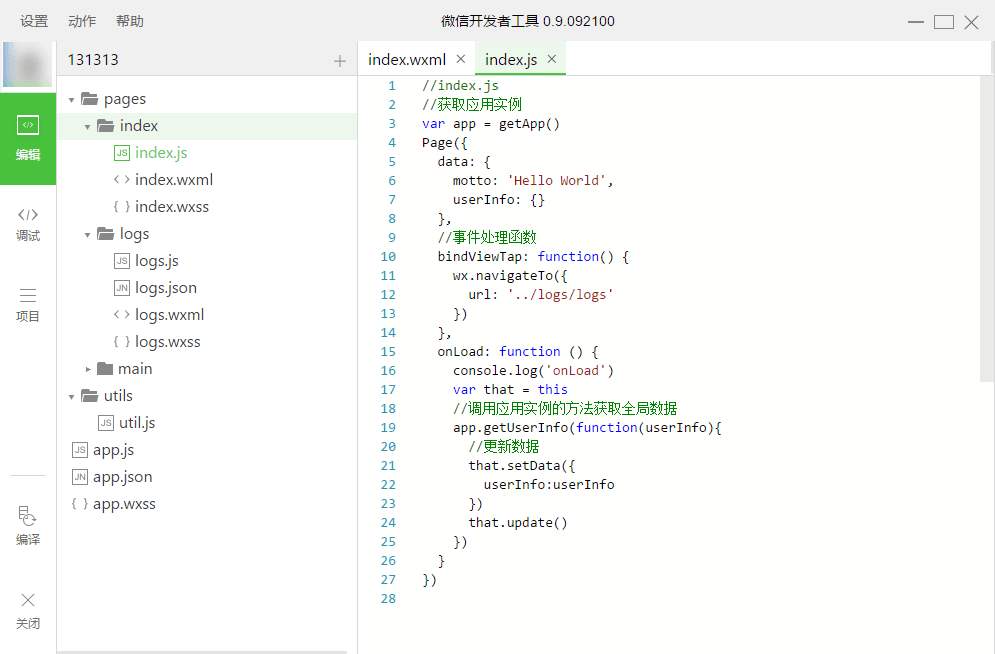 设置 动作 帮助
微信开发者工具 0.9.092100
131313
编辑
调试
项目
编译
关闭
pages
index
JS index.js
< > index.wxml
{ } index.wxss
logs
JS logs.js
JN logs.json
< > logs.wxml
{ } logs.wxss
main
utils
JS util.js
JS app.js
JN app.json
{ } app.wxss
index.wxml index.js
1 //index.js
2 //获取应用实例
3 var app = getApp()
4 Page({
5   data: {
6     motto: 'Hello World',
7     userInfo: {}
8   },
9   //事件处理函数
10   bindViewTap: function() {
11     wx.navigateTo({
12       url: '../logs/logs'
13     })
14   },
15   onLoad: function () {
16     console.log('onLoad')
17     var that = this
18     //调用应用实例的方法获取全局数据
19     app.getUserInfo(function(userInfo){
20       //更新数据
21       that.setData({
22         userInfo:userInfo
23       })
24       that.update()
25     })
26   }
27 })
28